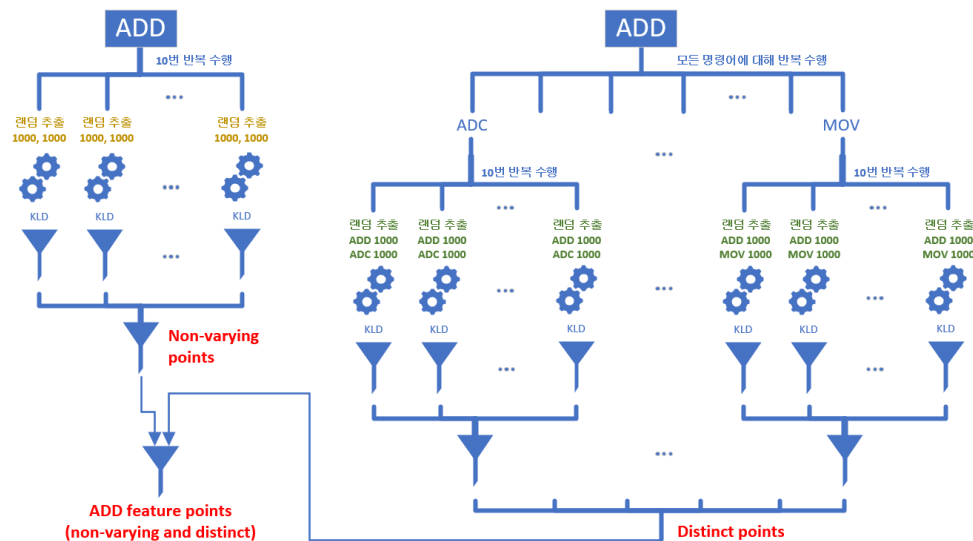 ADD
10번 반복 수행
...
랜덤 추출
1000, 1000
랜덤 추출
1000, 1000
랜덤 추출
1000, 1000
...
KLD
KLD
KLD
...
Non-varying
points
ADD feature points
(non-varying and distinct)
ADD
모든 명령어에 대해 반복 수행
...
ADC
...
MOV
10번 반복 수행
...
랜덤 추출
ADD 1000
ADC 1000
랜덤 추출
ADD 1000
ADC 1000
랜덤 추출
ADD 1000
ADC 1000
...
KLD
KLD
KLD
...
...
10번 반복 수행
...
랜덤 추출
ADD 1000
MOV 1000
랜덤 추출
ADD 1000
MOV 1000
랜덤 추출
ADD 1000
MOV 1000
...
KLD
KLD
KLD
...
...
Distinct points